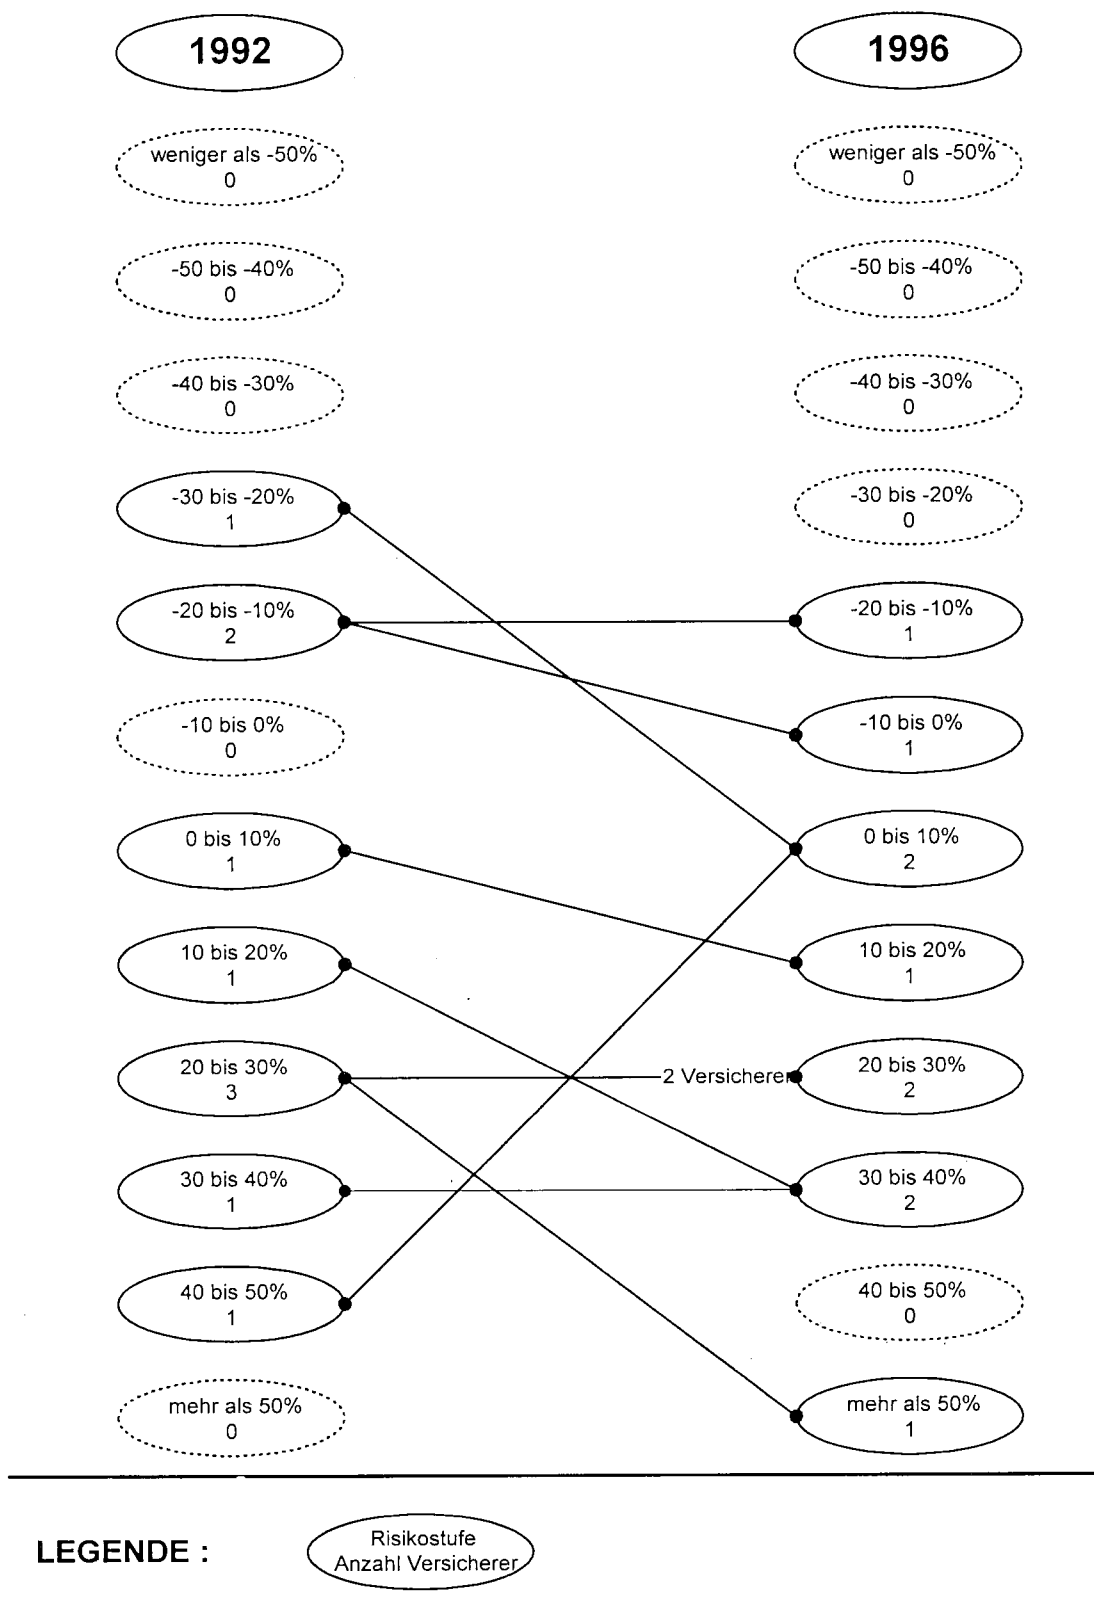 1992
1996
weniger als -50%
0
weniger als -50%
0
-50 bis -40%
0
-50 bis -40%
0
-40 bis -30%
0
-40 bis -30%
0
-30 bis -20%
1
-30 bis -20%
0
-20 bis -10%
2
-20 bis -10%
1
-10 bis 0%
0
-10 bis 0%
1
0 bis 10%
1
0 bis 10%
2
10 bis 20%
1
10 bis 20%
1
20 bis 30%
3
2 Versicherer
20 bis 30%
2
30 bis 40%
1
30 bis 40%
2
40 bis 50%
1
40 bis 50%
0
mehr als 50%
0
mehr als 50%
1
LEGENDE :
Risikostufe
Anzahl Versicherer